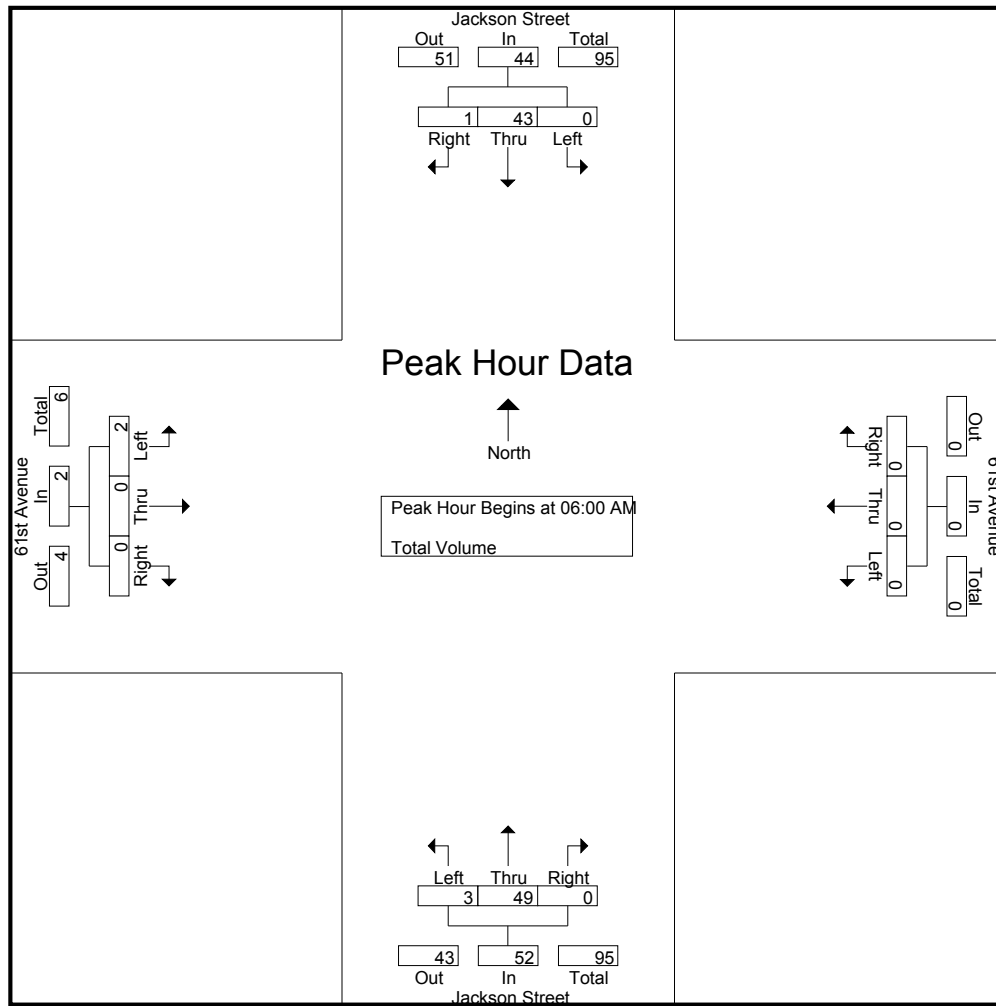 Jackson Street
Out In Total
51 44 95
1 43 0
Right Thru Left
Peak Hour Data
North
Peak Hour Begins at 06:00 AM
Total Volume
61st Avenue
Total In Out
6 2 4
2 0 0
Left Thru Right
Right Thru Left
0 0 0
0 0 0
Out In Total
61st Avenue
Left Thru Right
3 49 0
43 52 95
Out In Total
Jackson Street